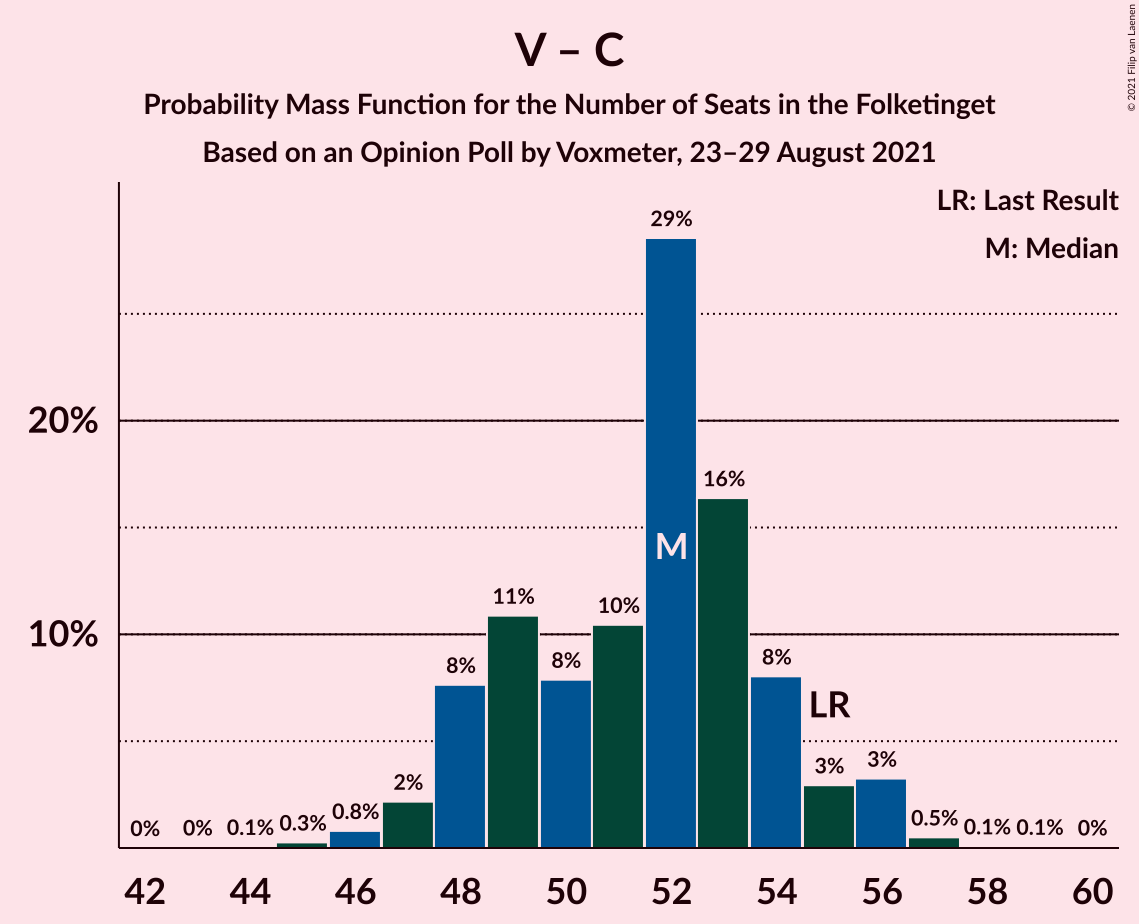 V – C
Probability Mass Function for the Number of Seats in the Folketinget
Based on an Opinion Poll by Voxmeter, 23–29 August 2021
© 2021 Filip van Laenen
LR: Last Result
M: Median
29%
20%
16%
M
11%
10%
10%
8%
8%
8%
LR
3%
3%
2%
0.8%
0.5%
0.3%
0% 0% 0.1% 0.1% 0.1% 0%
42 44 46 48 50 52 54 56 58 60